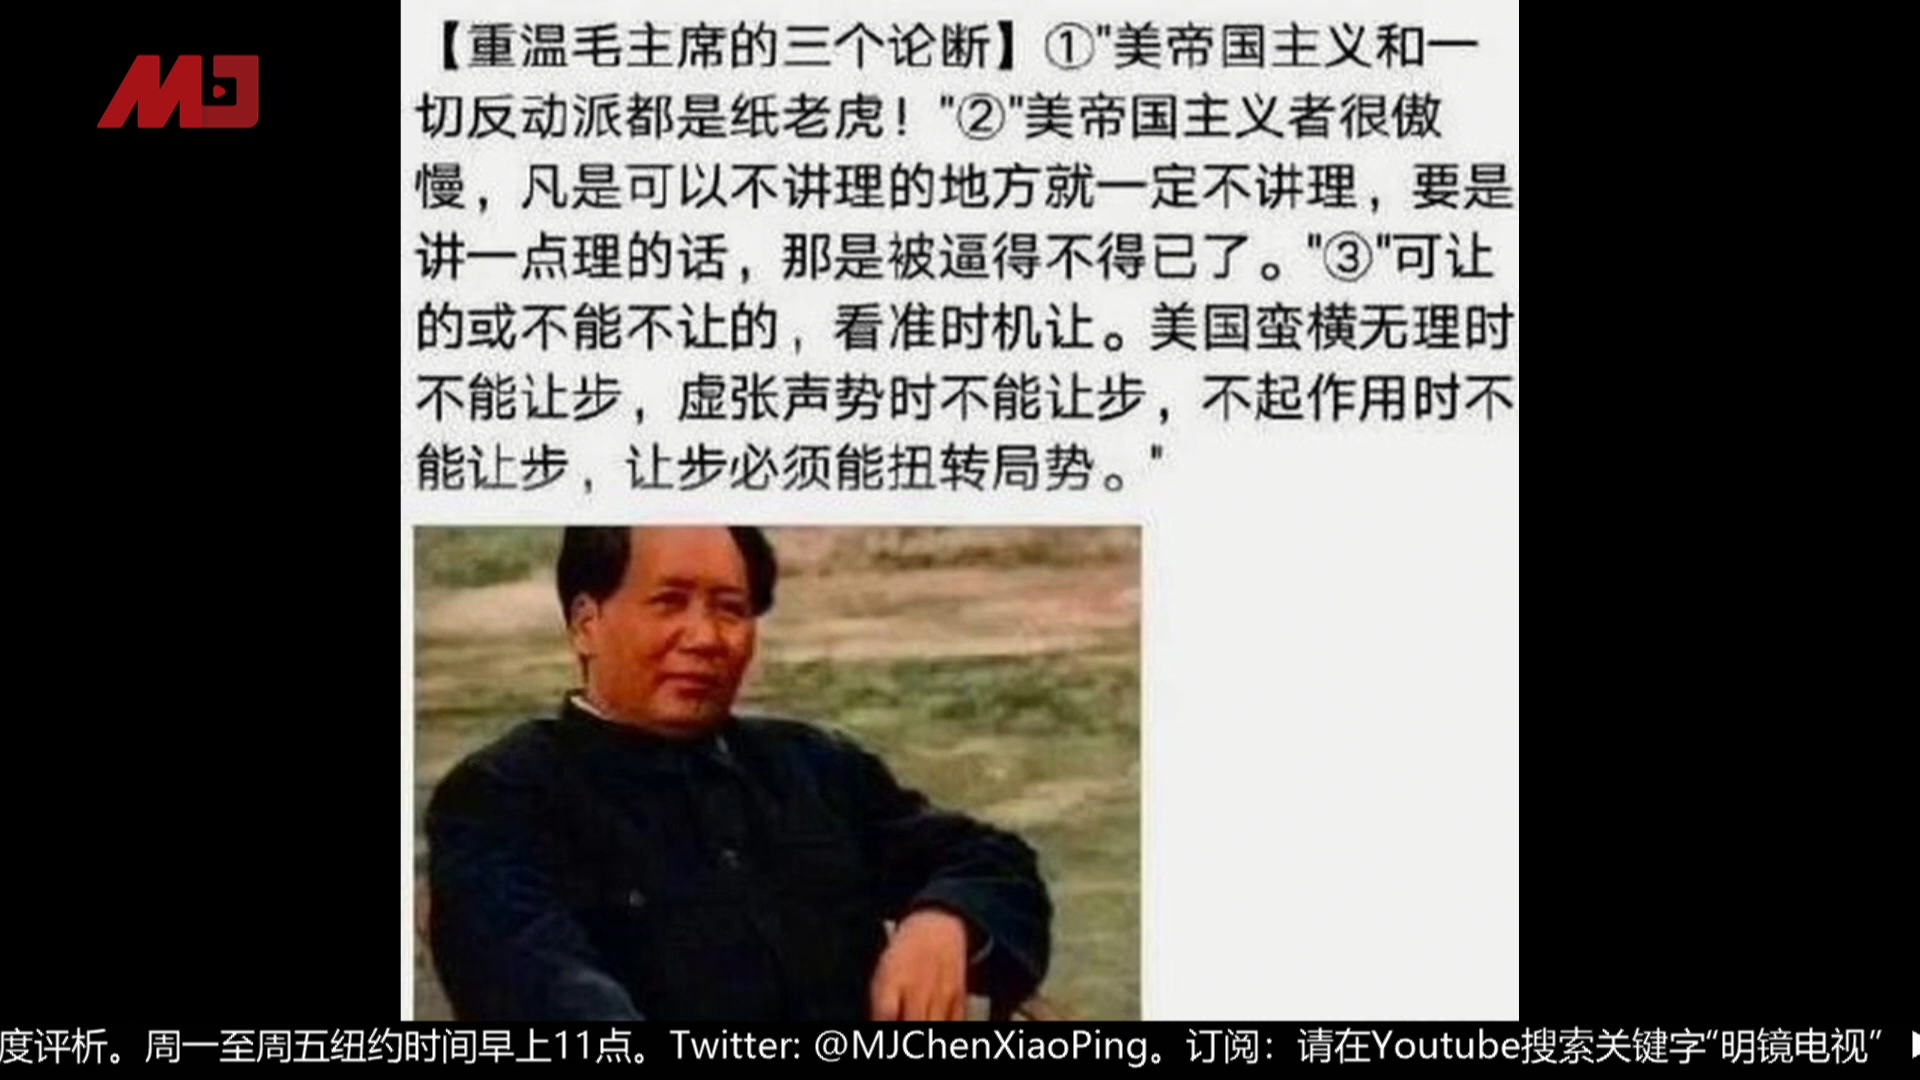 MJ
【重温毛主席的三个论断】①"美帝国主义和一
切反动派都是纸老虎！"②"美帝国主义者很傲
慢，凡是可以不讲理的地方就一定不讲理，要是
讲一点理的话，那是被逼得不得已了。"③"可让
的或不能不让的，看准时机让。美国蛮横无理时
不能让步，虚张声势时不能让步，不起作用时不
能让步，让步必须能扭转局势。"
度评析。周一至周五纽约时间早上11点。Twitter: @MJChenXiaoPing。订阅：请在Youtube搜索关键字“明镜电视”